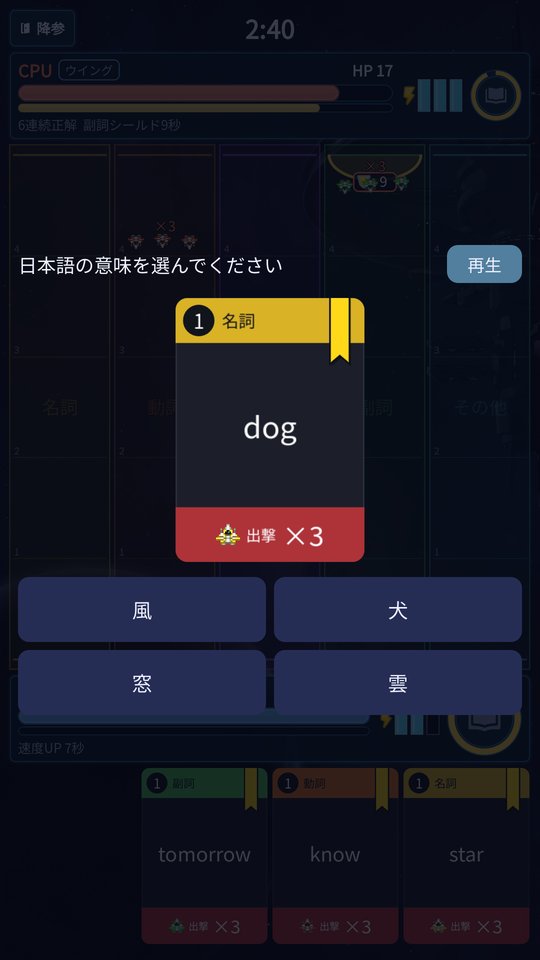 降参
2:40
CPU ウイング HP 17
6連続正解 副詞シールド9秒
×3
9
×3
4 4 4 4 4
日本語の意味を選んでください
再生
1 名詞
dog
出撃 ×3
3 3
名詞 動詞 副詞 その他
2 2 2
1 1 1
風
犬
窓
雲
速度UP 7秒
1 副詞
tomorrow
出撃 ×3
1 動詞
know
出撃 ×3
1 名詞
star
出撃 ×3